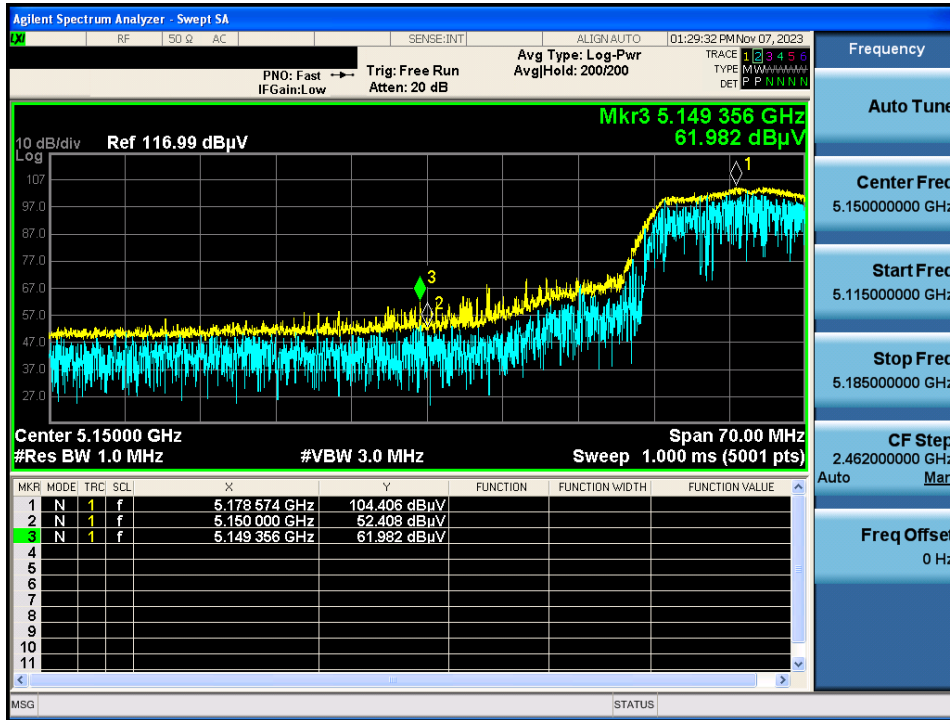 Agilent Spectrum Analyzer - Swept SA
LXI RF 50 Ω AC SENSE:INT ALIGNAUTO 01:29:32 PM Nov 07, 2023
PNO: Fast
IFGain:Low
Trig: Free Run
Atten: 20 dB
Avg Type: Log-Pwr
Avg|Hold: 200/200
TRACE 1 2 3 4 5 6
TYPE M W
DET P P N N N N
Mkr3 5.149 356 GHz
61.982 dBµV
10 dB/div Ref 116.99 dBµV
Log
107
97.0
87.0
77.0
67.0
57.0
47.0
37.0
27.0
1
3
2
Center 5.15000 GHz Span 70.00 MHz
#Res BW 1.0 MHz #VBW 3.0 MHz Sweep 1.000 ms (5001 pts)
MKR MODE TRC SCL X Y FUNCTION FUNCTION WIDTH FUNCTION VALUE
1 N 1 f 5.178 574 GHz 104.406 dBµV
2 N 1 f 5.150 000 GHz 52.408 dBµV
3 N 1 f 5.149 356 GHz 61.982 dBµV
4
5
6
7
8
9
10
11
MSG STATUS
Frequency
Auto Tune
Center Freq
5.150000000 GHz
Start Freq
5.115000000 GHz
Stop Freq
5.185000000 GHz
CF Step
2.462000000 GHz
Auto Man
Freq Offset
0 Hz